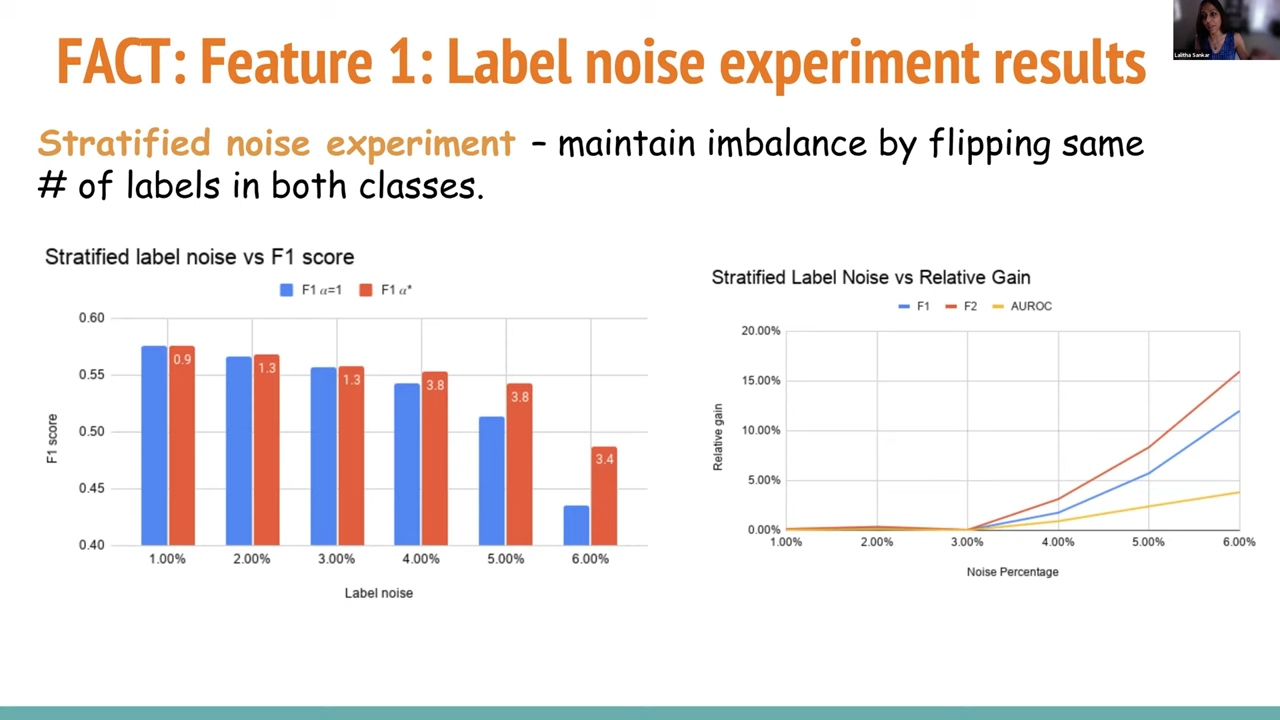 FACT: Feature 1: Label noise experiment results
Lalitha Sankar
Stratified noise experiment – maintain imbalance by flipping same
# of labels in both classes.
Stratified label noise vs F1 score
F1 α=1 F1 α*
0.60
0.55
0.50
0.45
0.40
F1 score
0.9 1.3 1.3 3.8 3.8 3.4
1.00% 2.00% 3.00% 4.00% 5.00% 6.00%
Label noise
Stratified Label Noise vs Relative Gain
F1 F2 AUROC
20.00%
15.00%
10.00%
5.00%
0.00%
Relative gain
1.00% 2.00% 3.00% 4.00% 5.00% 6.00%
Noise Percentage